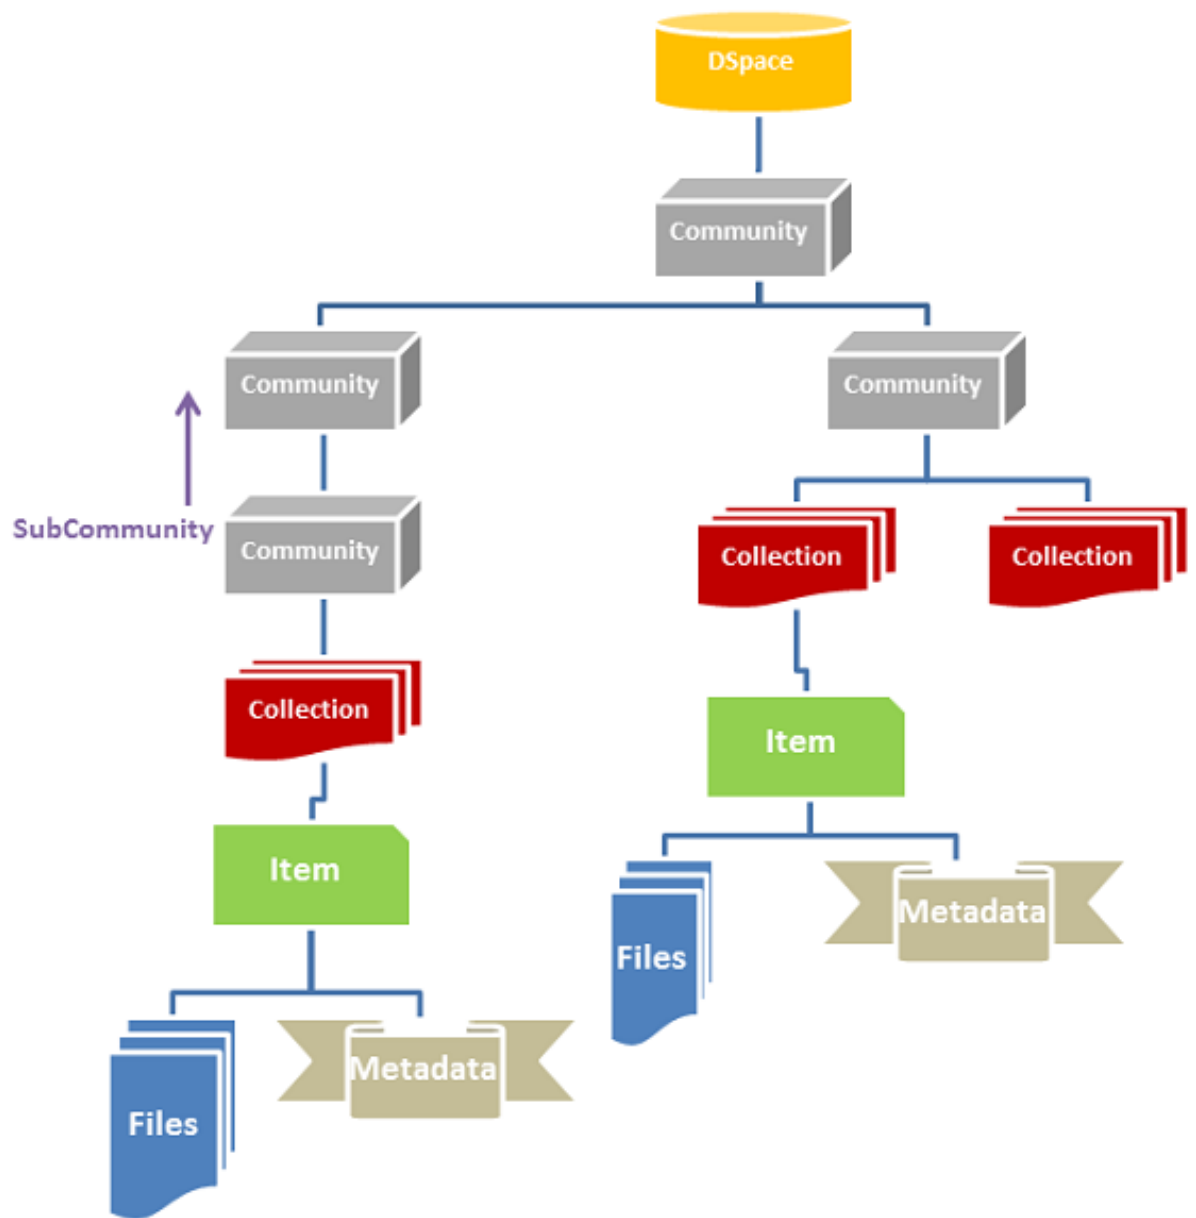 DSpace
Community
Community
Community
SubCommunity
Community
Collection
Collection
Collection
Item
Item
Files
Metadata
Files
Metadata